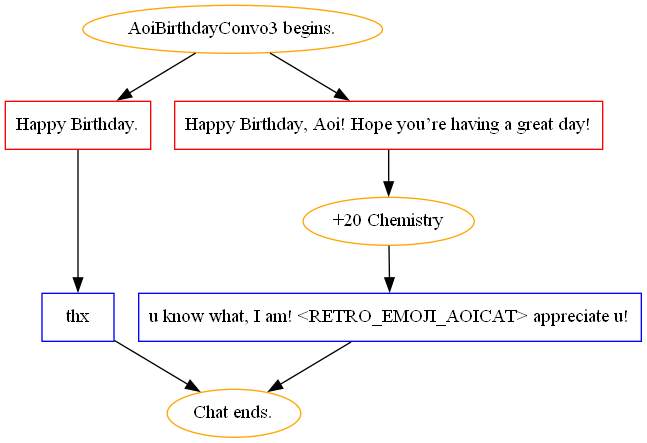 AoiBirthdayConvo3 begins.
Happy Birthday.
Happy Birthday, Aoi! Hope you’re having a great day!
+20 Chemistry
thx
u know what, I am! <RETRO_EMOJI_AOICAT> appreciate u!
Chat ends.